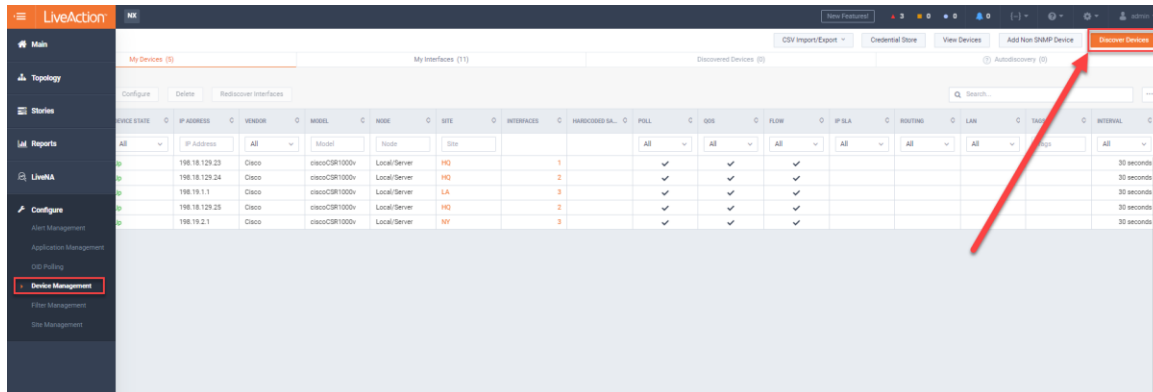 LiveAction
NX
New Features!
3
0
0
0
admin
Main
Topology
Stories
Reports
LiveNA
Configure
Alert Management
Application Management
OID Polling
Device Management
Filter Management
Site Management
CSV Import/Export
Credential Store
View Devices
Add Non SNMP Device
Discover Devices
My Devices (5)
My Interfaces (11)
Discovered Devices (0)
Autodiscovery (0)
Configure
Delete
Rediscover Interfaces
Search...
DEVICE STATE IP ADDRESS VENDOR MODEL NODE SITE INTERFACES HARDCODED SA... POLL QOS FLOW IP SLA ROUTING LAN TAGS INTERVAL
All IP Address All Model Node Site All All All All All All All
198.18.129.23 Cisco ciscoCSR1000v Local/Server HQ 1 30 seconds
198.18.129.24 Cisco ciscoCSR1000v Local/Server HQ 2 30 seconds
198.19.1.1 Cisco ciscoCSR1000v Local/Server LA 3 30 seconds
198.18.129.25 Cisco ciscoCSR1000v Local/Server HQ 2 30 seconds
198.19.2.1 Cisco ciscoCSR1000v Local/Server NY 3 30 seconds